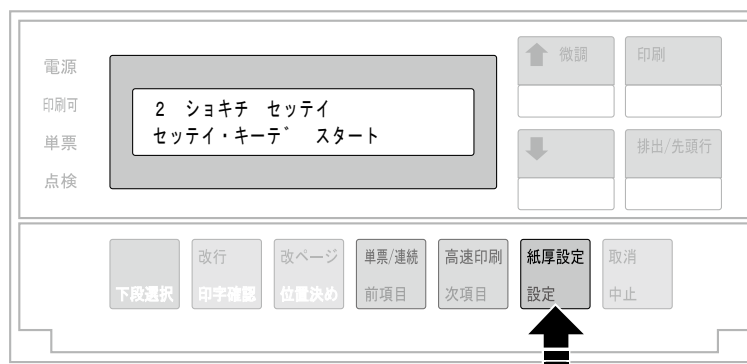 電源
印刷可
単票
点検
2 ショキチ セッテイ
セッテイ・キーデ゛ スタート
微調
印刷
排出/先頭行
下段選択
改行
印字確認
改ページ
位置決め
単票/連続
前項目
高速印刷
次項目
紙厚設定
設定
取消
中止